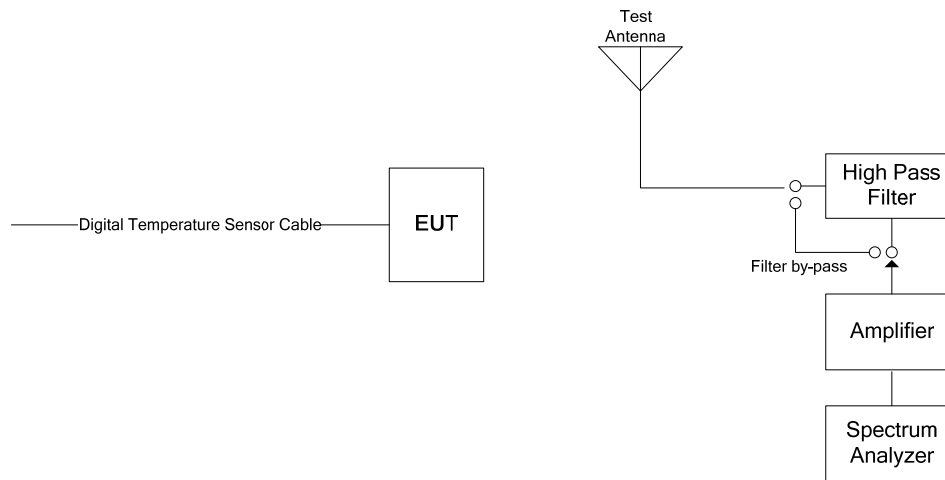 Test
Antenna
High Pass
Filter
Digital Temperature Sensor Cable
EUT
Filter by-pass
Amplifier
Spectrum
Analyzer